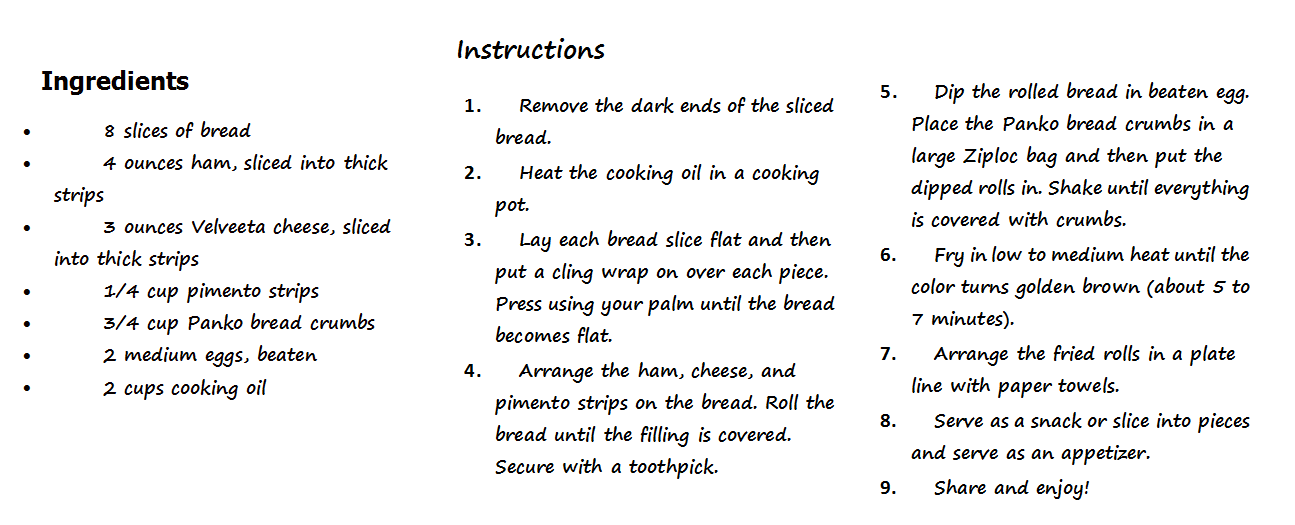 Ingredients
• 8 slices of bread
• 4 ounces ham, sliced into thick
strips
• 3 ounces Velveeta cheese, sliced
into thick strips
• 1/4 cup pimento strips
• 3/4 cup Panko bread crumbs
• 2 medium eggs, beaten
• 2 cups cooking oil
Instructions
1. Remove the dark ends of the sliced
bread.
2. Heat the cooking oil in a cooking
pot.
3. Lay each bread slice flat and then
put a cling wrap on over each piece.
Press using your palm until the bread
becomes flat.
4. Arrange the ham, cheese, and
pimento strips on the bread. Roll the
bread until the filling is covered.
Secure with a toothpick.
5. Dip the rolled bread in beaten egg.
Place the Panko bread crumbs in a
large Ziploc bag and then put the
dipped rolls in. Shake until everything
is covered with crumbs.
6. Fry in low to medium heat until the
color turns golden brown (about 5 to
7 minutes).
7. Arrange the fried rolls in a plate
line with paper towels.
8. Serve as a snack or slice into pieces
and serve as an appetizer.
9. Share and enjoy!